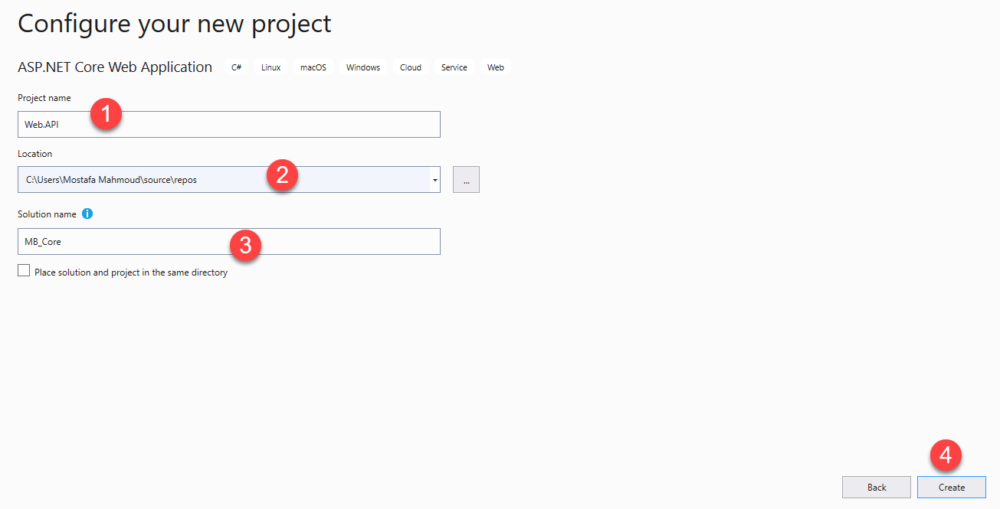 Configure your new project
ASP.NET Core Web Application C# Linux macOS Windows Cloud Service Web
Project name
1
Web.API
Location
2
C:\Users\Mostafa Mahmoud\source\repos
...
Solution name i
3
MB_Core
Place solution and project in the same directory
4
Back Create